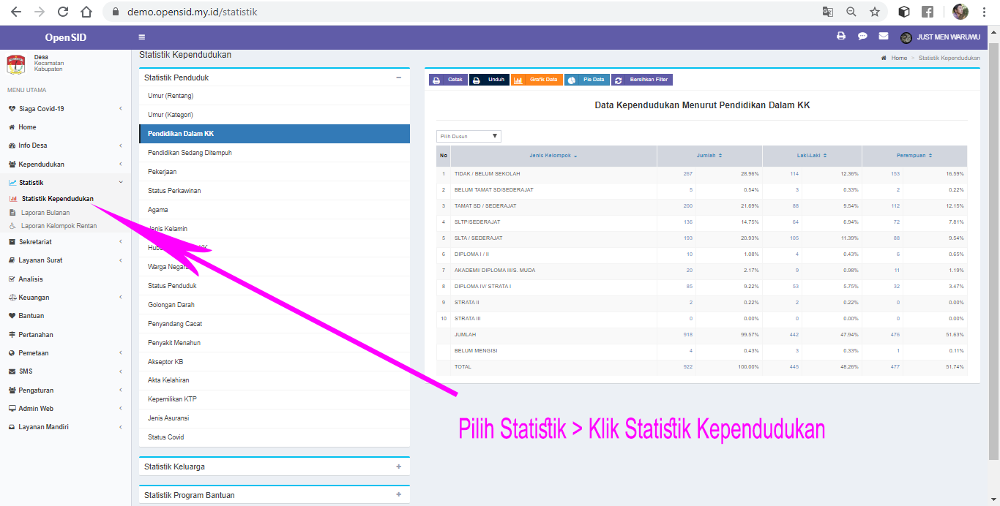 demo.opensid.my.id/statistik
OpenSID
JUST MEN WARUWU
Desa
Kecamatan
Kabupaten
MENU UTAMA
Siaga Covid-19
Home
Info Desa
Kependudukan
Statistik
Statistik Kependudukan
Laporan Bulanan
Laporan Kelompok Rentan
Sekretariat
Layanan Surat
Analisis
Keuangan
Bantuan
Pertanahan
Pemetaan
SMS
Pengaturan
Admin Web
Layanan Mandiri
Statistik Kependudukan
Home > Statistik Kependudukan
Statistik Penduduk
Umur (Rentang)
Umur (Kategori)
Pendidikan Dalam KK
Pendidikan Sedang Ditempuh
Pekerjaan
Status Perkawinan
Agama
Jenis Kelamin
KK
Warga Negara
Status Penduduk
Golongan Darah
Penyandang Cacat
Penyakit Menahun
Akseptor KB
Akta Kelahiran
Kepemilikan KTP
Jenis Asuransi
Status Covid
Statistik Keluarga
Statistik Program Bantuan
Cetak Unduh Grafik Data Pie Data Bersihkan Filter
Data Kependudukan Menurut Pendidikan Dalam KK
Pilih Dusun
No Jenis Kelompok Jumlah Laki-Laki Perempuan
1 TIDAK / BELUM SEKOLAH 267 28.96% 114 12.36% 153 16.59%
2 BELUM TAMAT SD/SEDERAJAT 5 0.54% 3 0.33% 2 0.22%
3 TAMAT SD / SEDERAJAT 200 21.69% 88 9.54% 112 12.15%
4 SLTP/SEDERAJAT 136 14.75% 64 6.94% 72 7.81%
5 SLTA / SEDERAJAT 193 20.93% 105 11.39% 88 9.54%
6 DIPLOMA I / II 10 1.08% 4 0.43% 6 0.65%
7 AKADEMI/ DIPLOMA III/S. MUDA 20 2.17% 9 0.98% 11 1.19%
8 DIPLOMA IV/ STRATA I 85 9.22% 53 5.75% 32 3.47%
9 STRATA II 2 0.22% 2 0.22% 0 0.00%
10 STRATA III 0 0.00% 0 0.00% 0 0.00%
JUMLAH 918 99.57% 442 47.94% 476 51.63%
BELUM MENGISI 4 0.43% 3 0.33% 1 0.11%
TOTAL 922 100.00% 445 48.26% 477 51.74%
Pilih Statistik > Klik Statistik Kependudukan